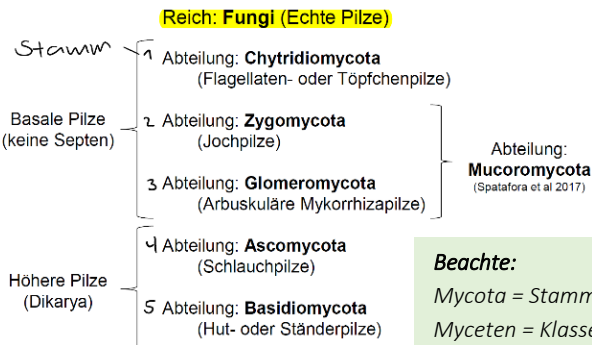 Reich: Fungi (Echte Pilze)
Stamm
1 Abteilung: Chytridiomycota
(Flagellaten- oder Töpfchenpilze)
Basale Pilze
(keine Septen)
2 Abteilung: Zygomycota
(Jochpilze)
3 Abteilung: Glomeromycota
(Arbuskuläre Mykorrhizapilze)
Abteilung:
Mucoromycota
(Spatafora et al 2017)
Höhere Pilze
(Dikarya)
4 Abteilung: Ascomycota
(Schlauchpilze)
5 Abteilung: Basidiomycota
(Hut- oder Ständerpilze)
Beachte:
Mycota = Stamm
Myceten = Klasse